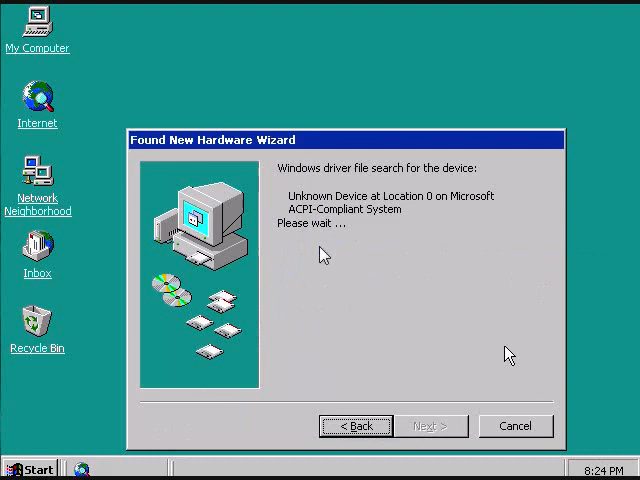 My Computer
Internet
Network
Neighborhood
Inbox
Recycle Bin
Found New Hardware Wizard
Windows driver file search for the device:
Unknown Device at Location 0 on Microsoft
ACPI-Compliant System
Please wait ...
< Back
Next >
Cancel
Start
8:24 PM